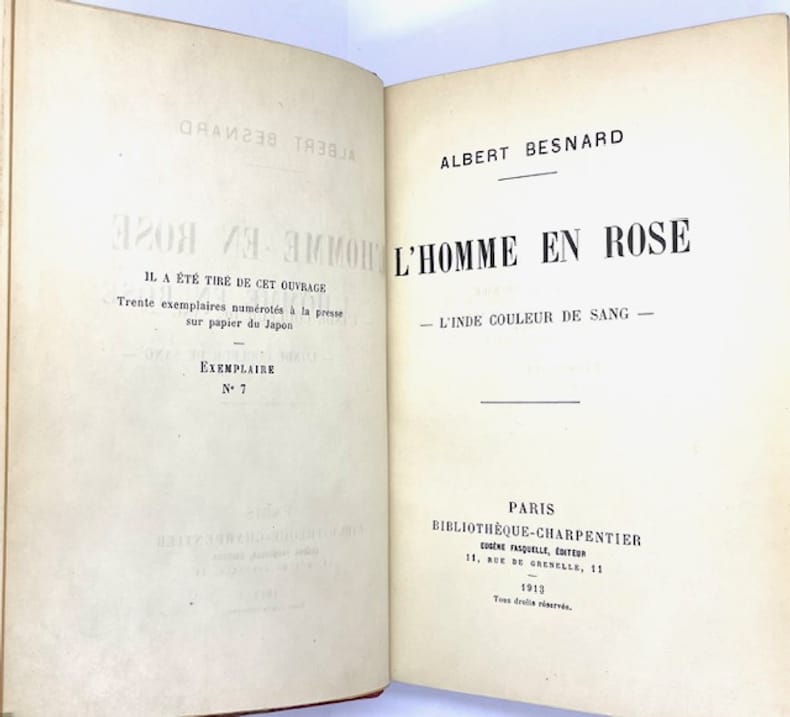 IL A ÉTÉ TIRÉ DE CET OUVRAGE
Trente exemplaires numérotés à la presse
sur papier du Japon
EXEMPLAIRE
N° 7
ALBERT BESNARD
L'HOMME EN ROSE
— L'INDE COULEUR DE SANG —
PARIS
BIBLIOTHÈQUE-CHARPENTIER
EUGÈNE FASQUELLE, ÉDITEUR
11, RUE DE GRENELLE, 11
1913
Tous droits réservés.